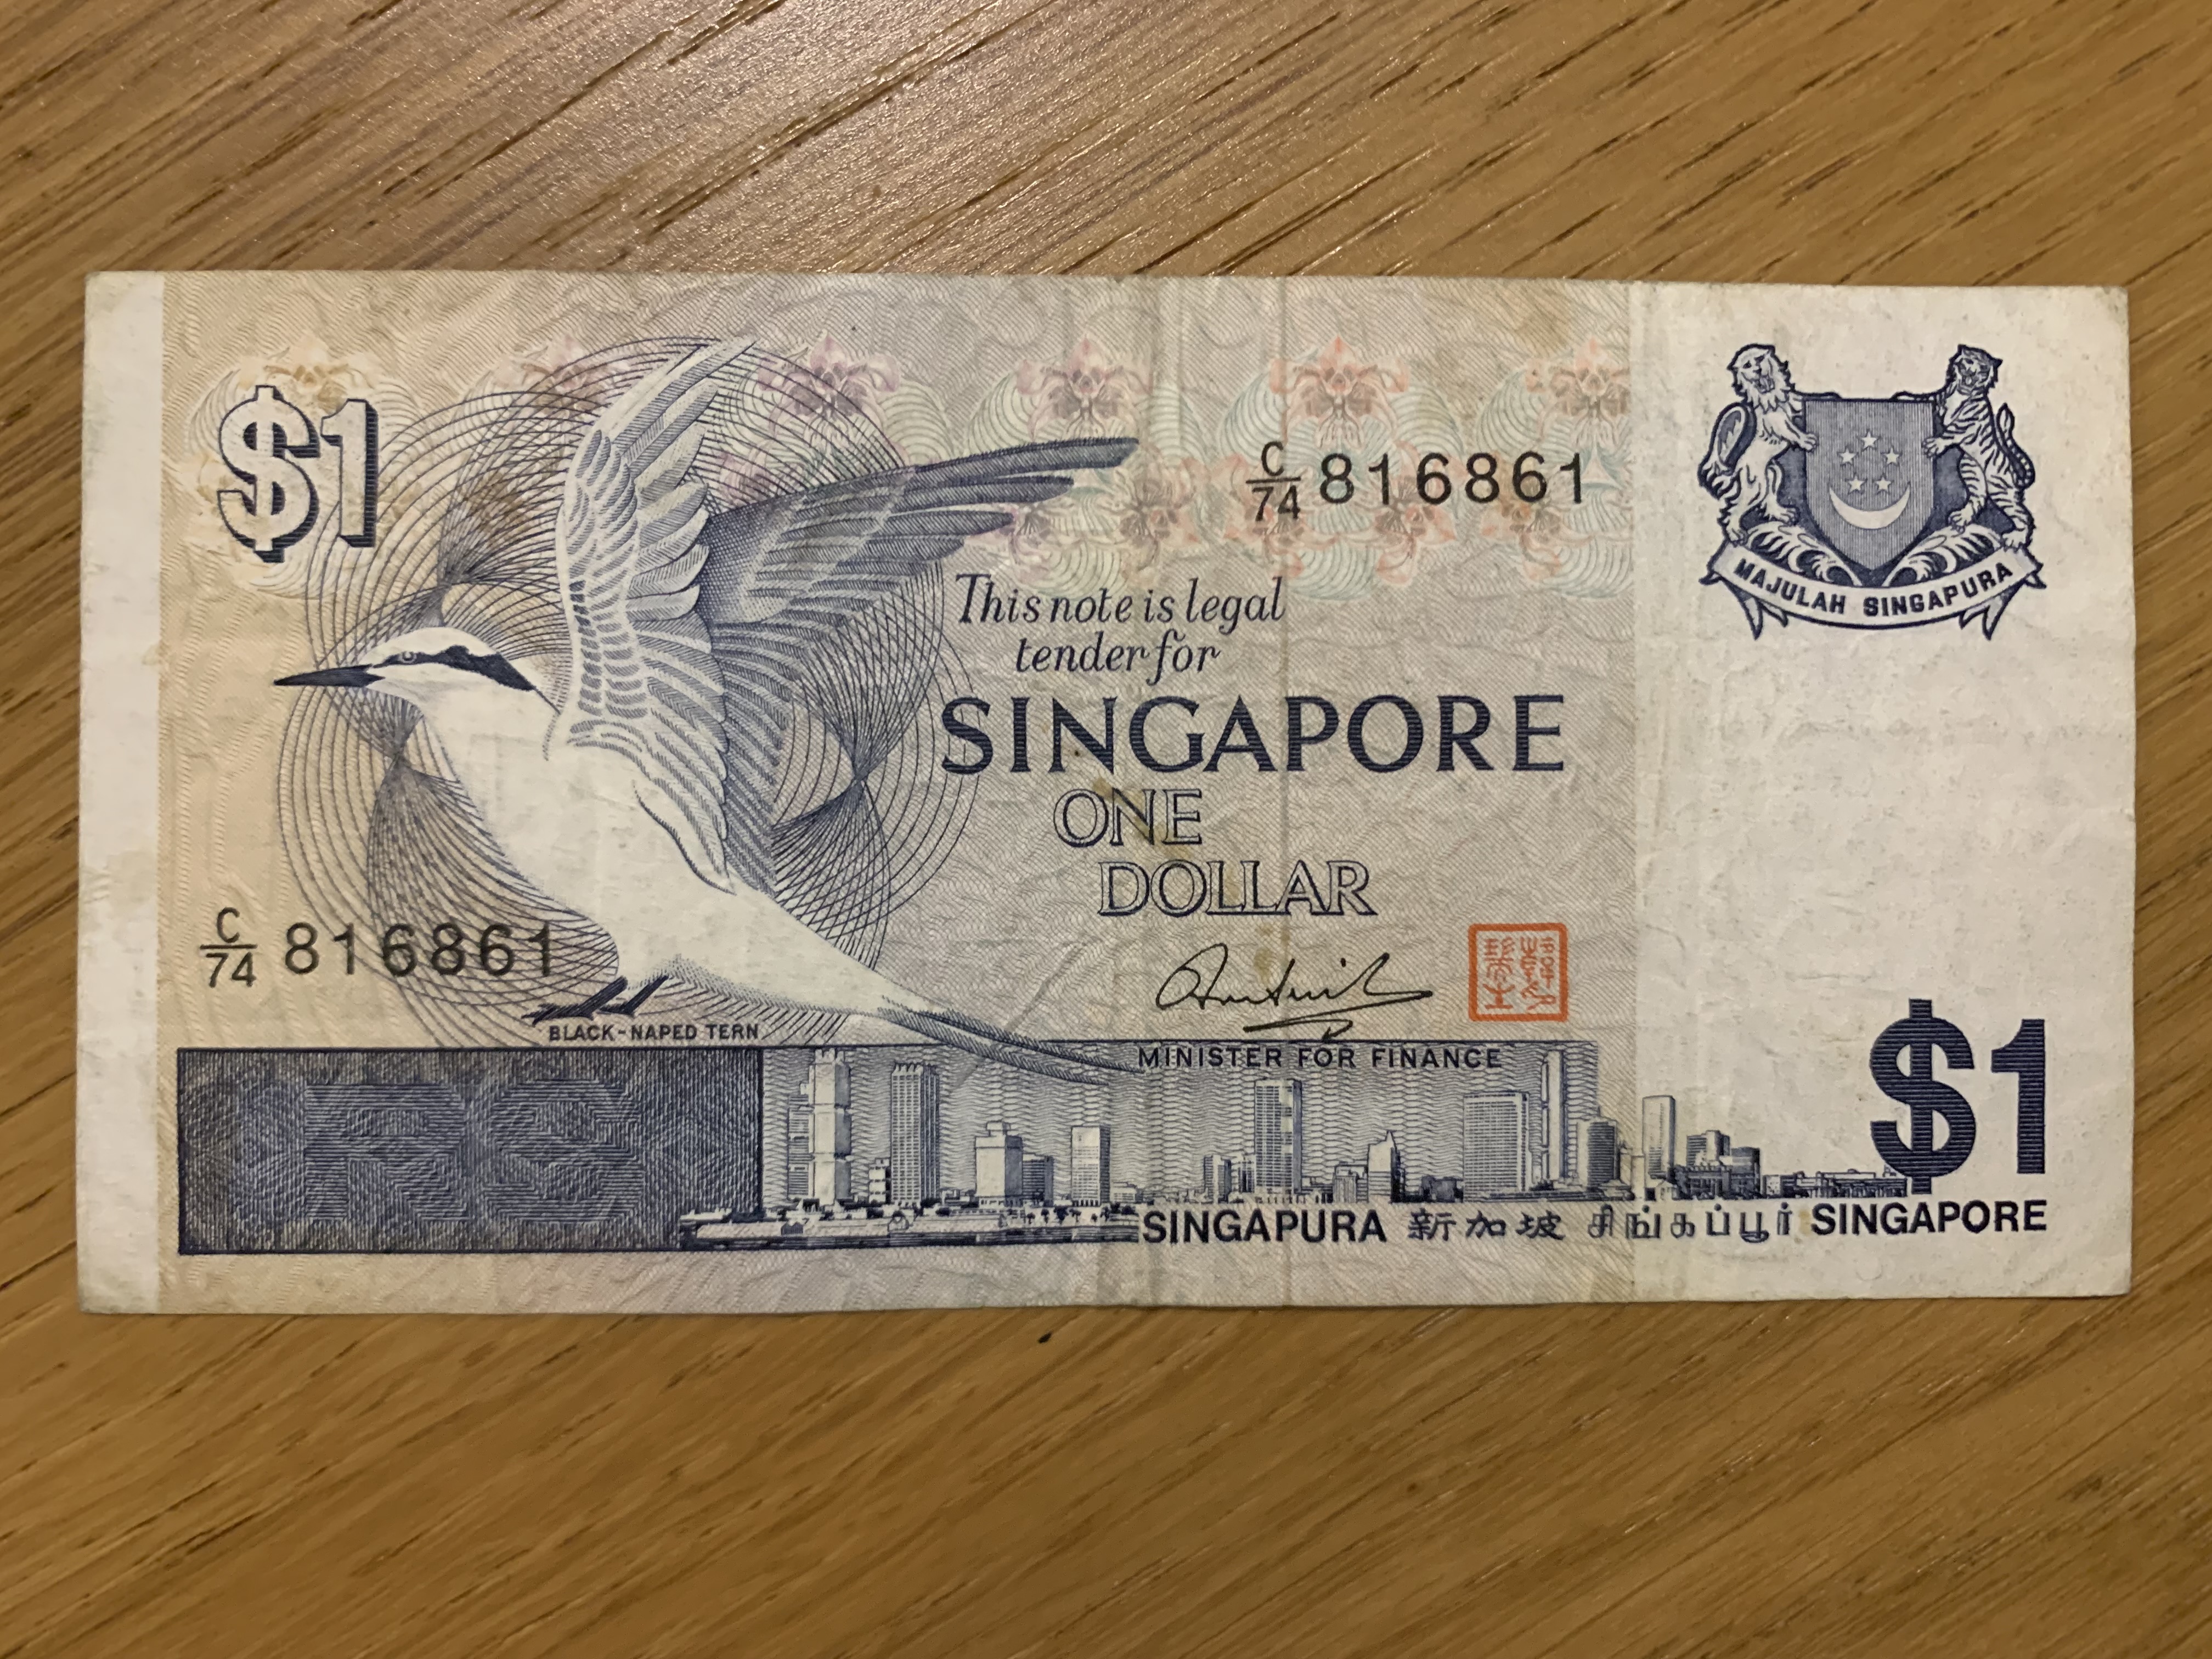 $1
C/74 816861
MAJULAH SINGAPURA
This note is legal
tender for
SINGAPORE
ONE
DOLLAR
C/74 816861
BLACK-NAPED TERN
MINISTER FOR FINANCE
$1
SINGAPURA 新加坡 சிங்கப்பூர் SINGAPORE